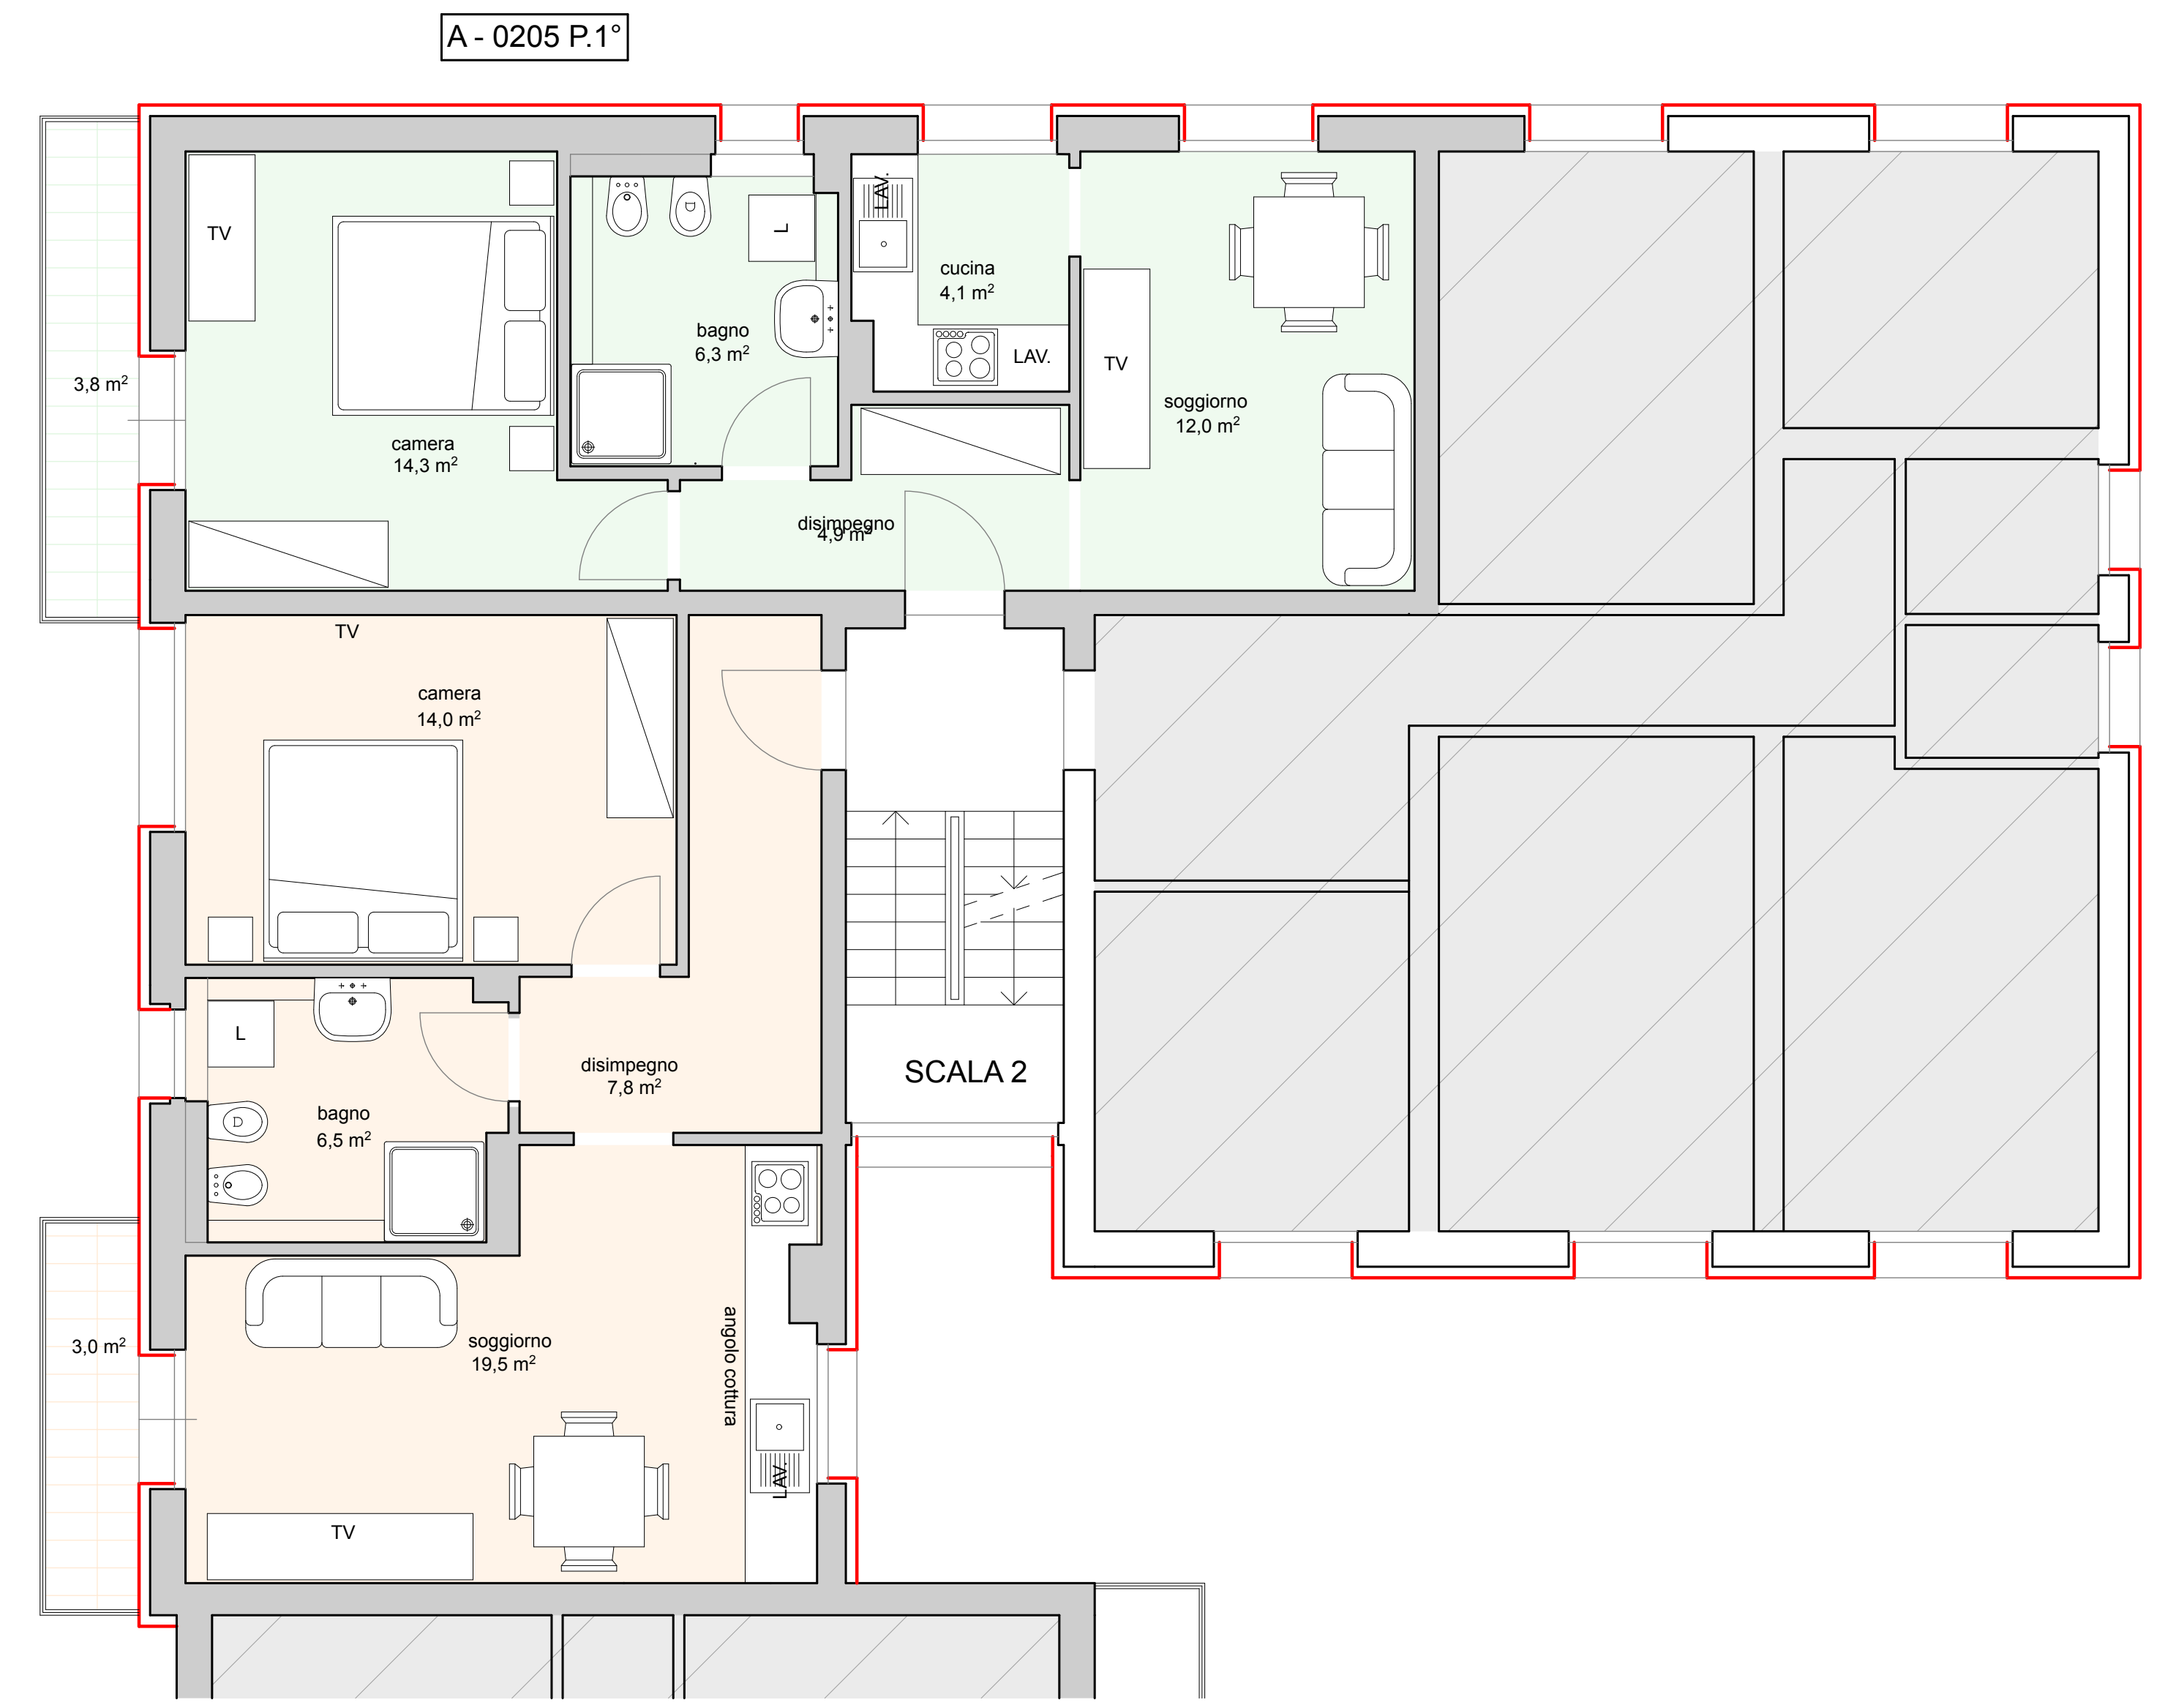 A - 0205 P.1°
TV
LAV.
L
cucina
4,1 m²
bagno
6,3 m²
LAV.
TV
3,8 m²
soggiorno
12,0 m²
camera
14,3 m²
disimpegno
4,9 m²
TV
camera
14,0 m²
L
disimpegno
7,8 m²
SCALA 2
bagno
6,5 m²
3,0 m²
soggiorno
19,5 m²
angolo cottura
LAV.
TV